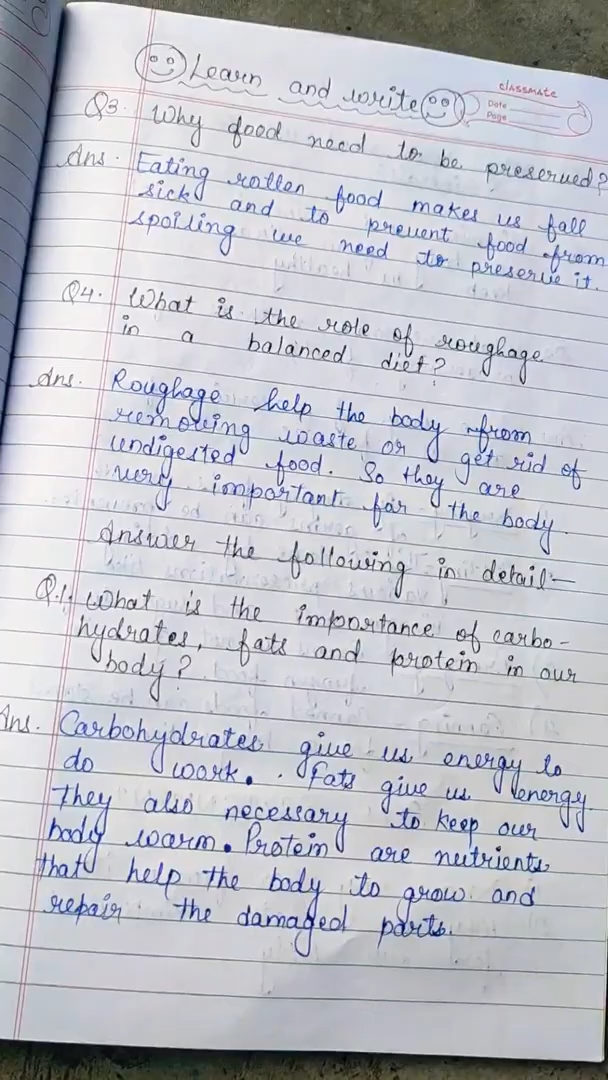 Learn and write
classmate
Date
Page
Q3. Why food need to be preserved?
Ans. Eating rotten food makes us fall
sick and to prevent food from
spoiling we need to preserve it.
Q4. What is the role of roughage
in a balanced diet?
Ans. Roughage help the body from
removing waste or get rid of
undigested food. So they are
very important for the body.
Answer the following in detail-
Q.1. What is the importance of carbo-
hydrates, fats and protein in our
body?
Ans. Carbohydrates give us energy to
do work. Fats give us energy.
They also necessary to keep our
body warm. Protein are nutrients
that help the body to grow and
repair the damaged parts.